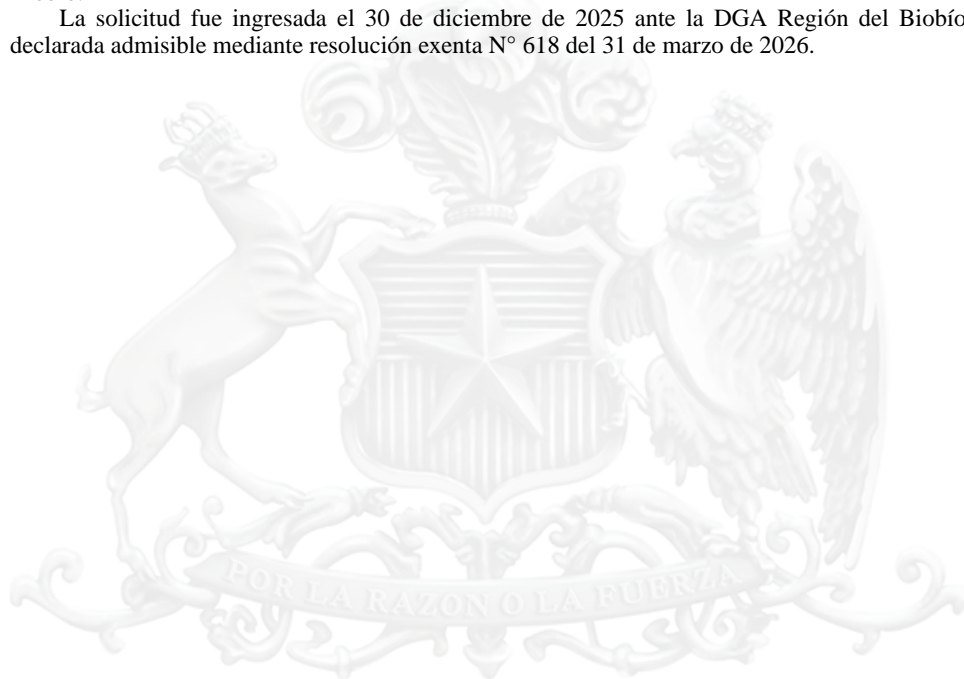 La solicitud fue ingresada el 30 de diciembre de 2025 ante la DGA Región del Biobío
declarada admisible mediante resolución exenta N° 618 del 31 de marzo de 2026.
POR LA RAZON O LA FUERZA